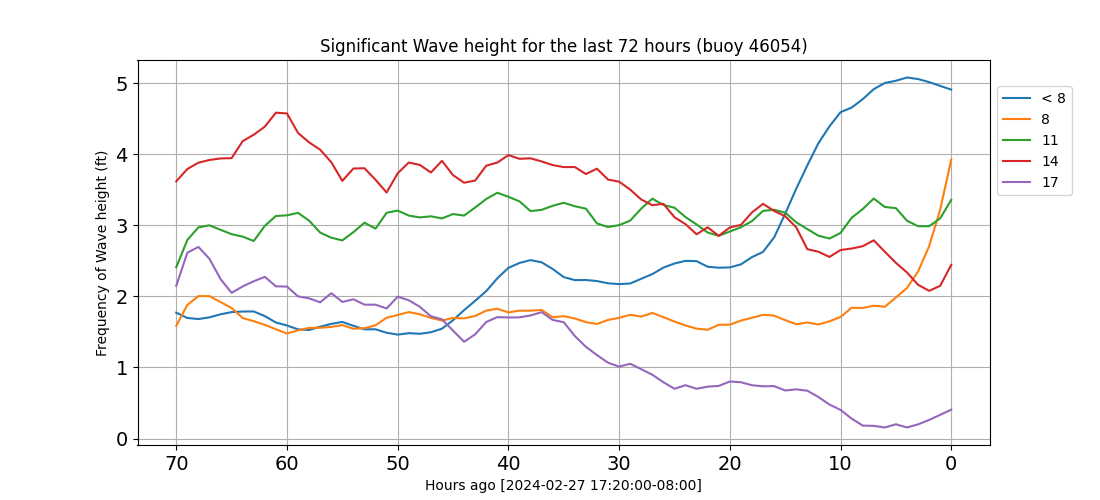 Significant Wave height for the last 72 hours (buoy 46054)
Frequency of Wave height (ft)
5
4
3
2
1
0
70 60 50 40 30 20 10 0
Hours ago [2024-02-27 17:20:00-08:00]
< 8
8
11
14
17